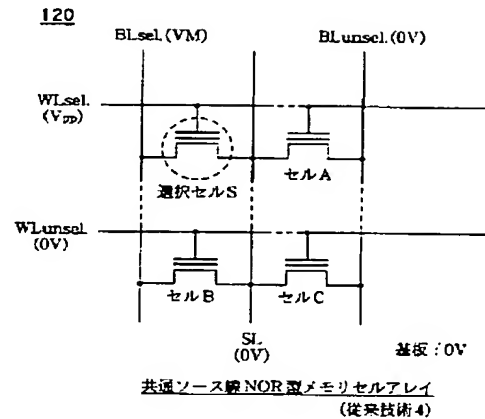 120
BLsel.(VM)
BLunsel.(0V)
WLsel.
(VPP)
選択セルS
セルA
WLunsel.
(0V)
セルB
セルC
SL
(0V)
基板:0V
共通ソース線NOR型メモリセルアレイ
(従来技術4)